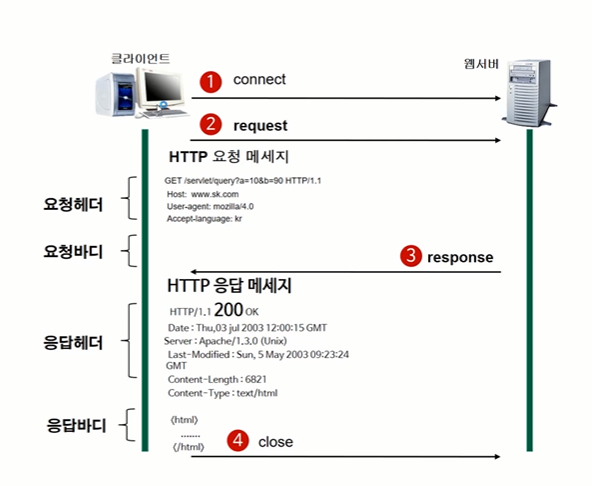 클라이언트
웹서버
1 connect
2 request
HTTP 요청 메세지
GET /servlet/query?a=10&b=90 HTTP/1.1
Host: www.sk.com
User-agent: mozilla/4.0
Accept-language: kr
요청헤더
요청바디
3 response
HTTP 응답 메세지
HTTP/1.1 200 OK
Date : Thu,03 jul 2003 12:00:15 GMT
Server : Apache/1.3.0 (Unix)
Last-Modified : Sun, 5 May 2003 09:23:24
GMT
Content-Length : 6821
Content-Type : text/html
응답헤더
<html>
.......
</html>
응답바디
4 close